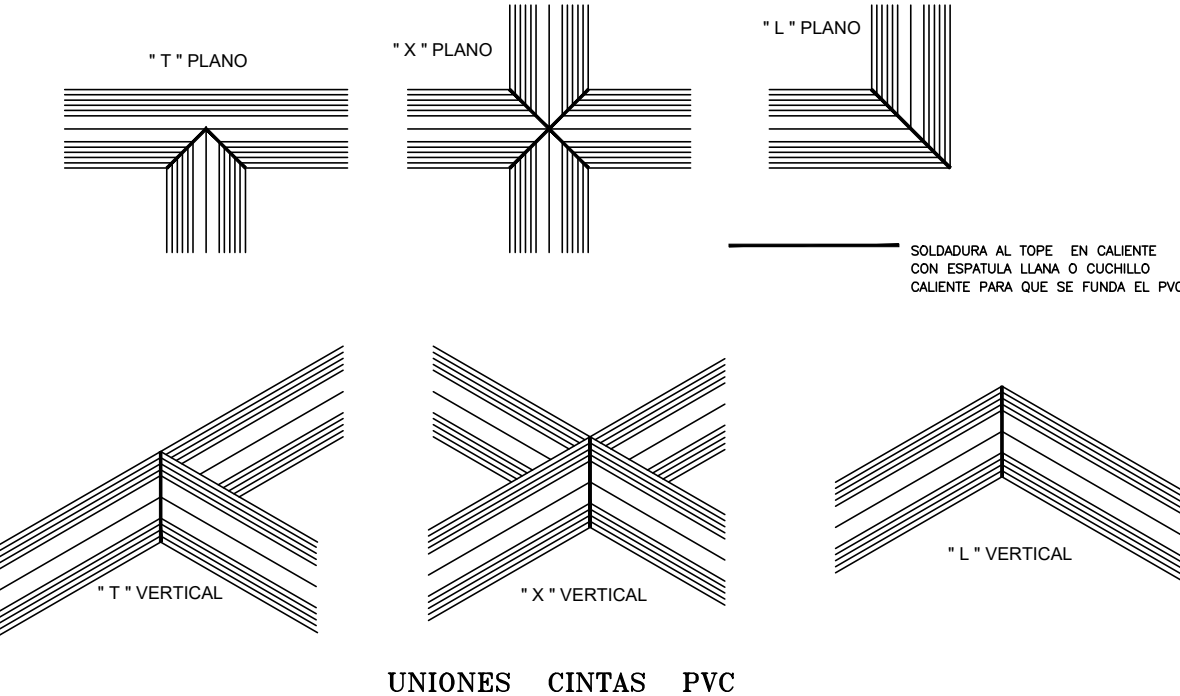 " T " PLANO
" X " PLANO
" L " PLANO
SOLDADURA AL TOPE EN CALIENTE
CON ESPATULA LLANA O CUCHILLO
CALIENTE PARA QUE SE FUNDA EL PVC
" T " VERTICAL
" X " VERTICAL
" L " VERTICAL
UNIONES CINTAS PVC